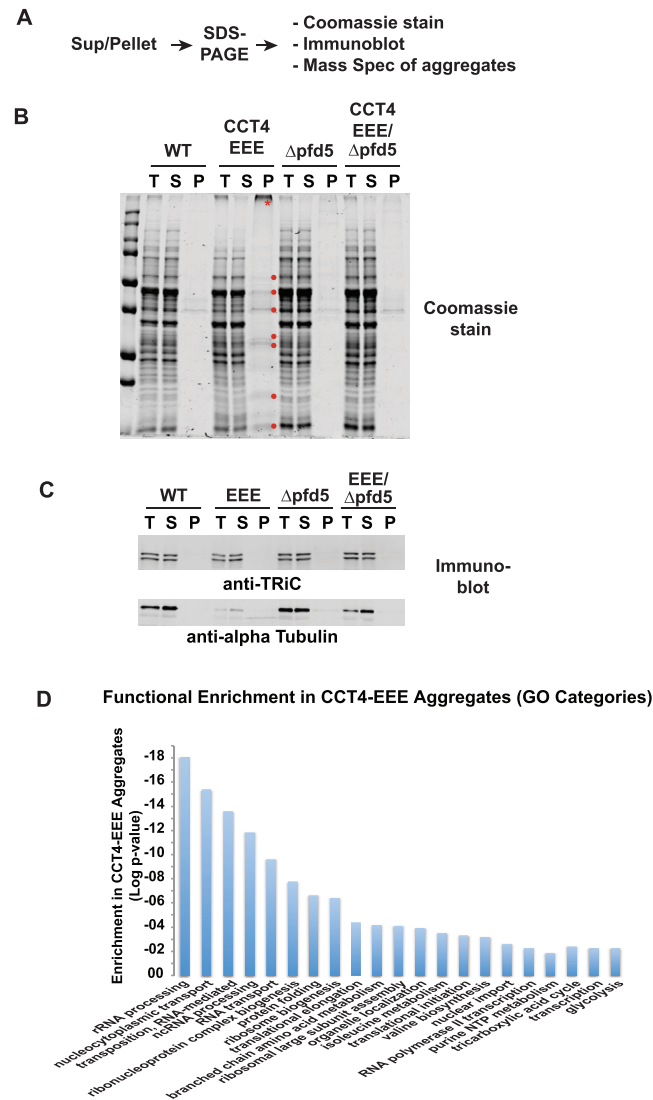 A
Sup/Pellet
SDS-
PAGE
- Coomassie stain
- Immunoblot
- Mass Spec of aggregates
B
WT
CCT4
EEE
Δpfd5
CCT4
EEE/
Δpfd5
T S P T S P T S P T S P
*
Coomassie
stain
C
WT
EEE
Δpfd5
EEE/
Δpfd5
T S P T S P T S P T S P
anti-TRiC
anti-alpha Tubulin
Immuno-
blot
D
Functional Enrichment in CCT4-EEE Aggregates (GO Categories)
Enrichment in CCT4-EEE Aggregates
(Log p-value)
-18
-16
-14
-12
-10
-08
-06
-04
-02
00
rRNA processing
nucleocytoplasmic transport
transposition, RNA-mediated
ncRNA processing
RNA transport
ribonucleoprotein complex biogenesis
protein folding
ribosome biogenesis
translational elongation
branched chain amino acid metabolism
ribosomal large subunit assembly
organelle localization
isoleucine metabolism
translational initiation
valine biosynthesis
nuclear import
RNA polymerase II transcription
purine NTP metabolism
tricarboxylic acid cycle
transcription
glycolysis